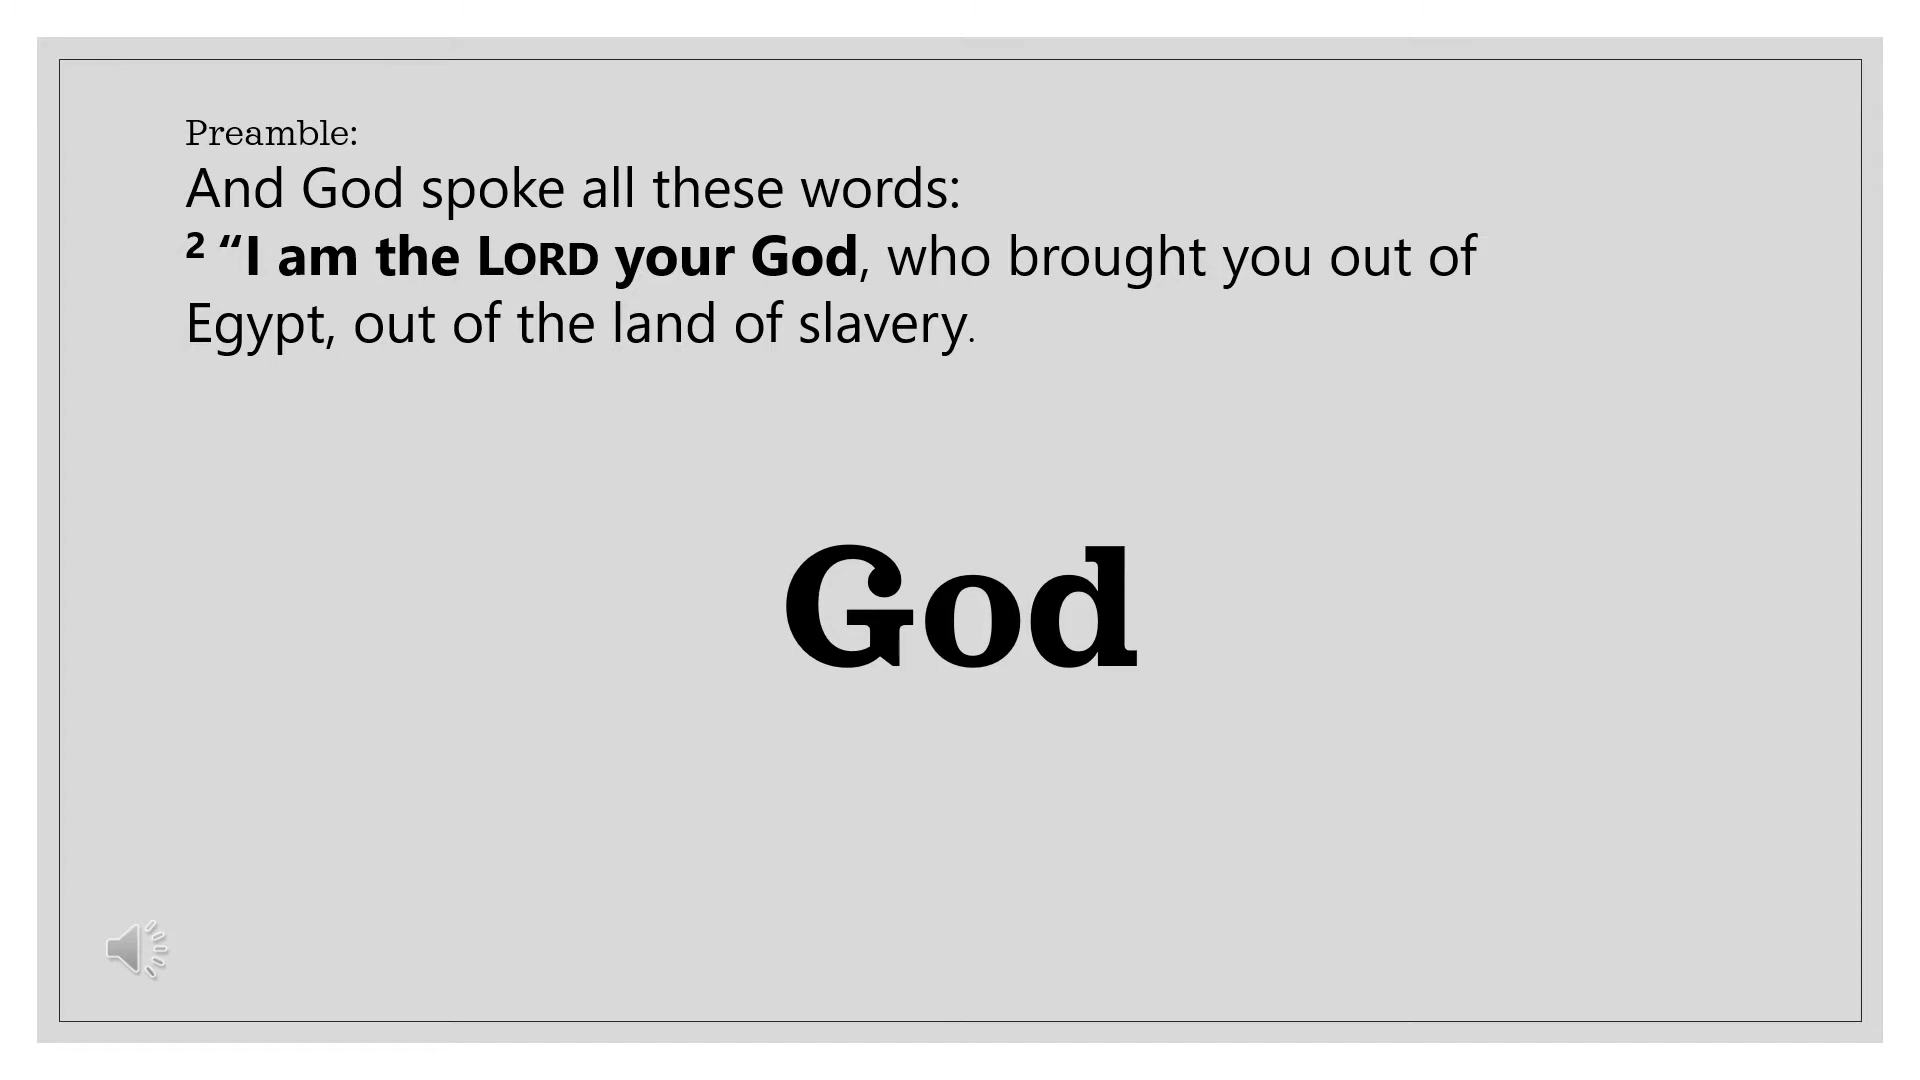 Preamble:
And God spoke all these words:
² “I am the LORD your God, who brought you out of
Egypt, out of the land of slavery.
God